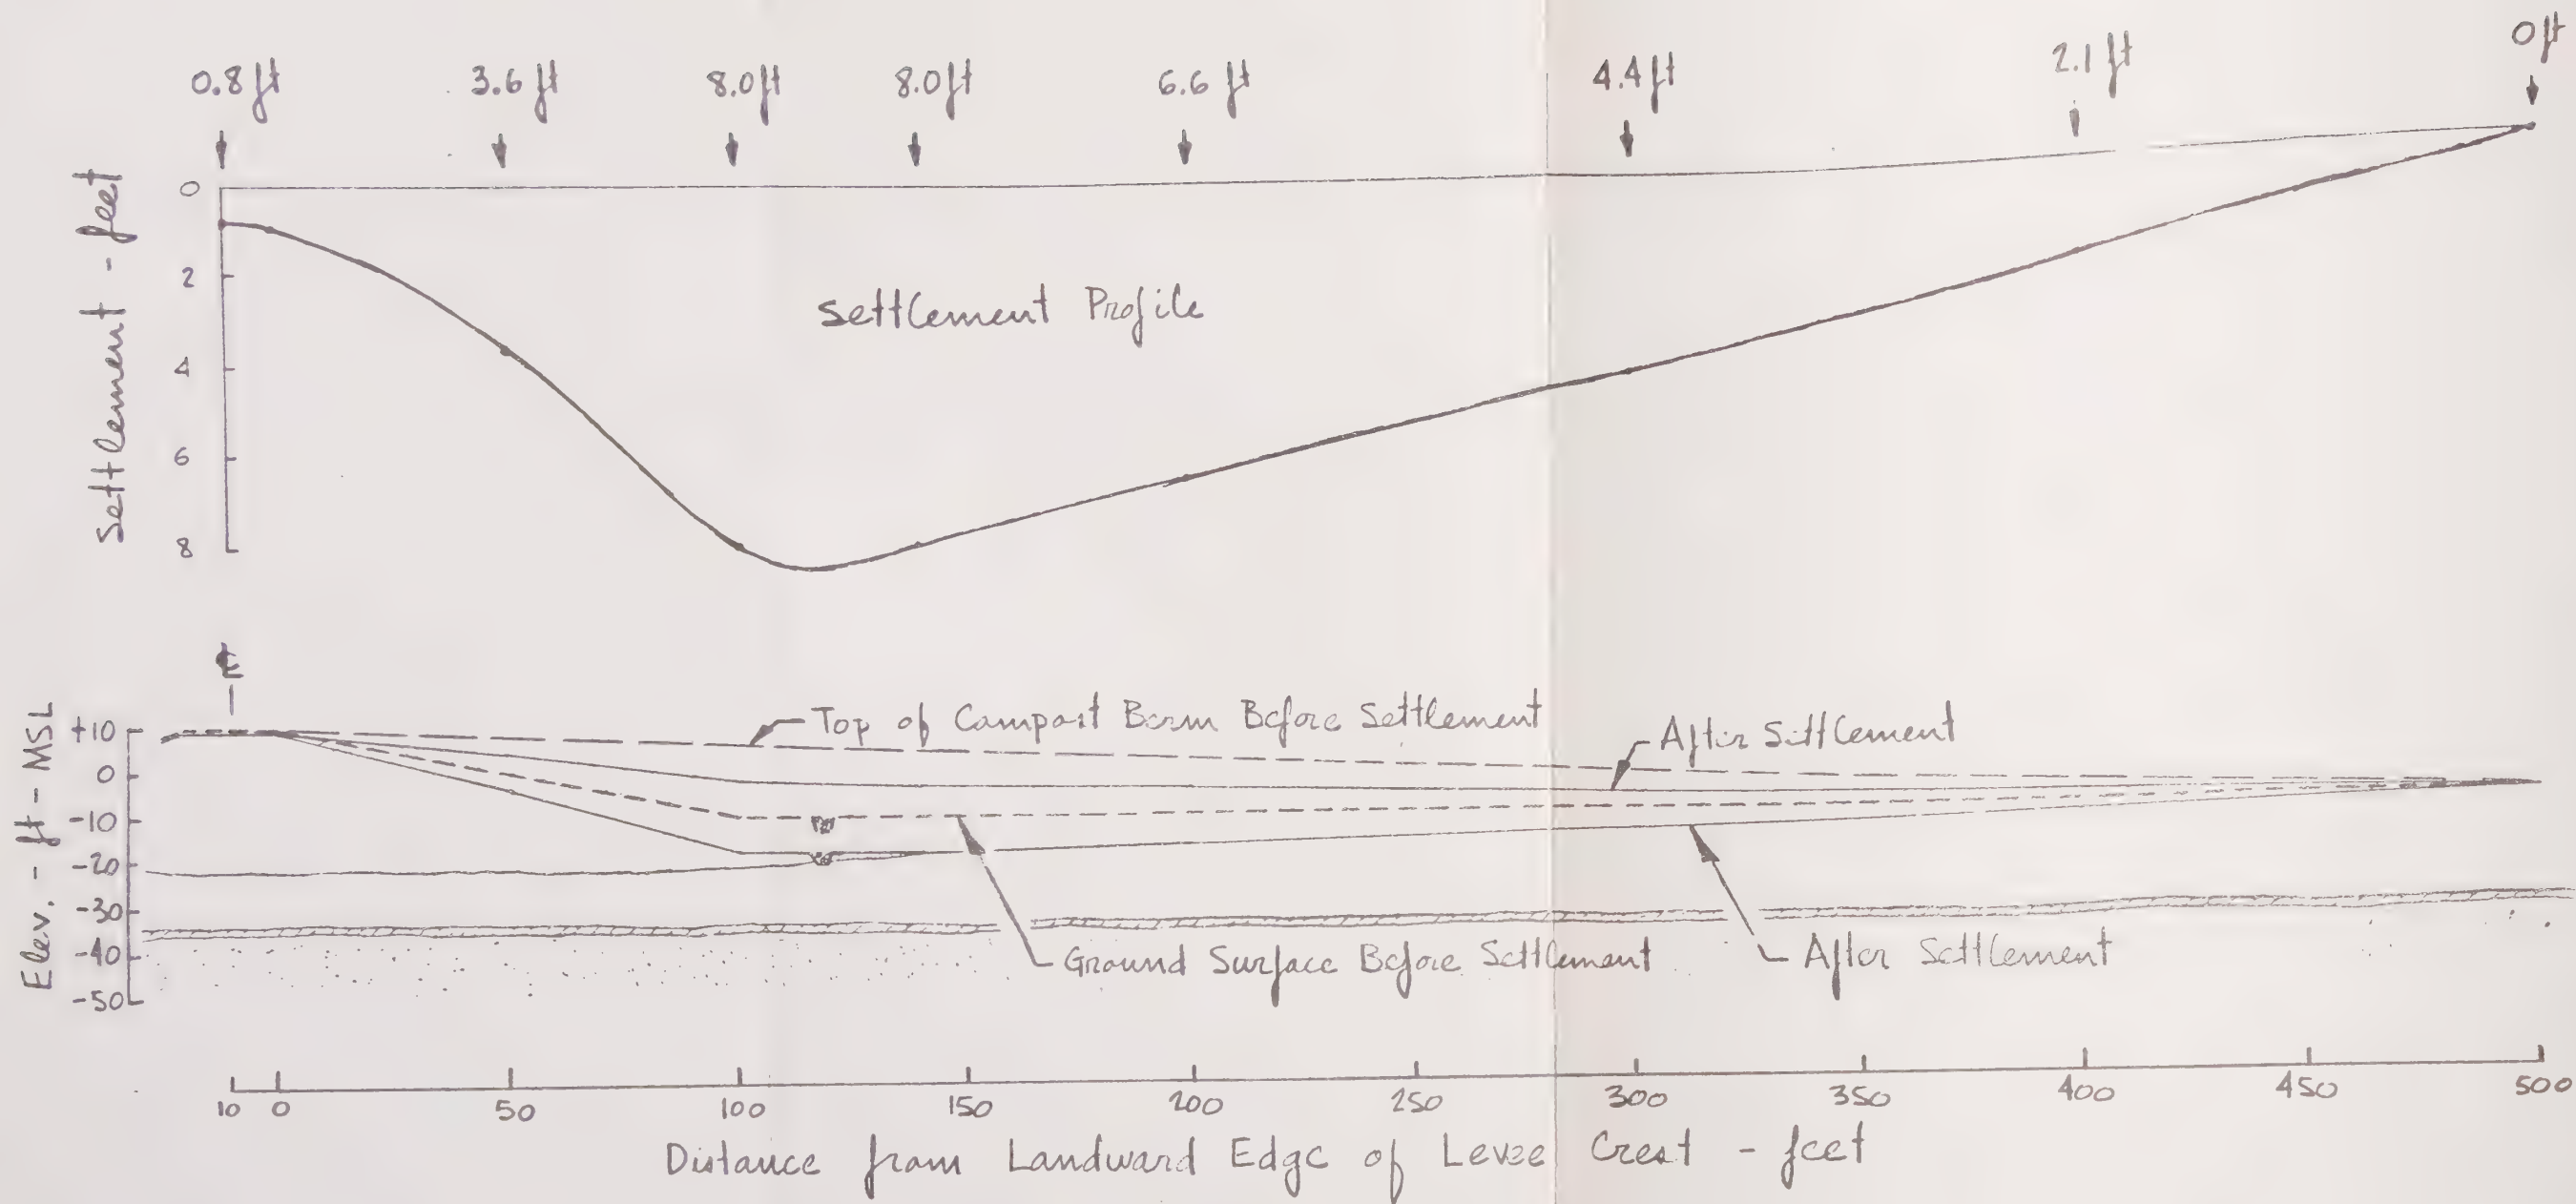 0.8 ft 3.6 ft 8.0 ft 8.0 ft 6.6 ft 4.4 ft 2.1 ft 0 ft
Settlement - feet
0
2
4
6
8
Settlement Profile
℄
Elev. - ft - MSL
+10
0
-10
-20
-30
-40
-50
Top of Compost Berm Before Settlement
After Settlement
Ground Surface Before Settlement
After Settlement
10 0 50 100 150 200 250 300 350 400 450 500
Distance from Landward Edge of Levee Crest - feet